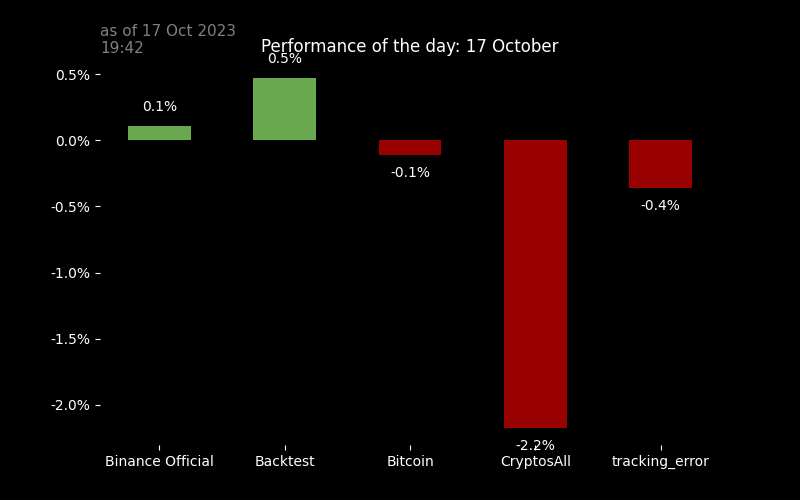 as of 17 Oct 2023
19:42
Performance of the day: 17 October
0.5%
0.5%
0.1%
0.0%
-0.1%
-0.4%
-0.5%
-1.0%
-1.5%
-2.0%
-2.2%
Binance Official
Backtest
Bitcoin
CryptosAll
tracking_error